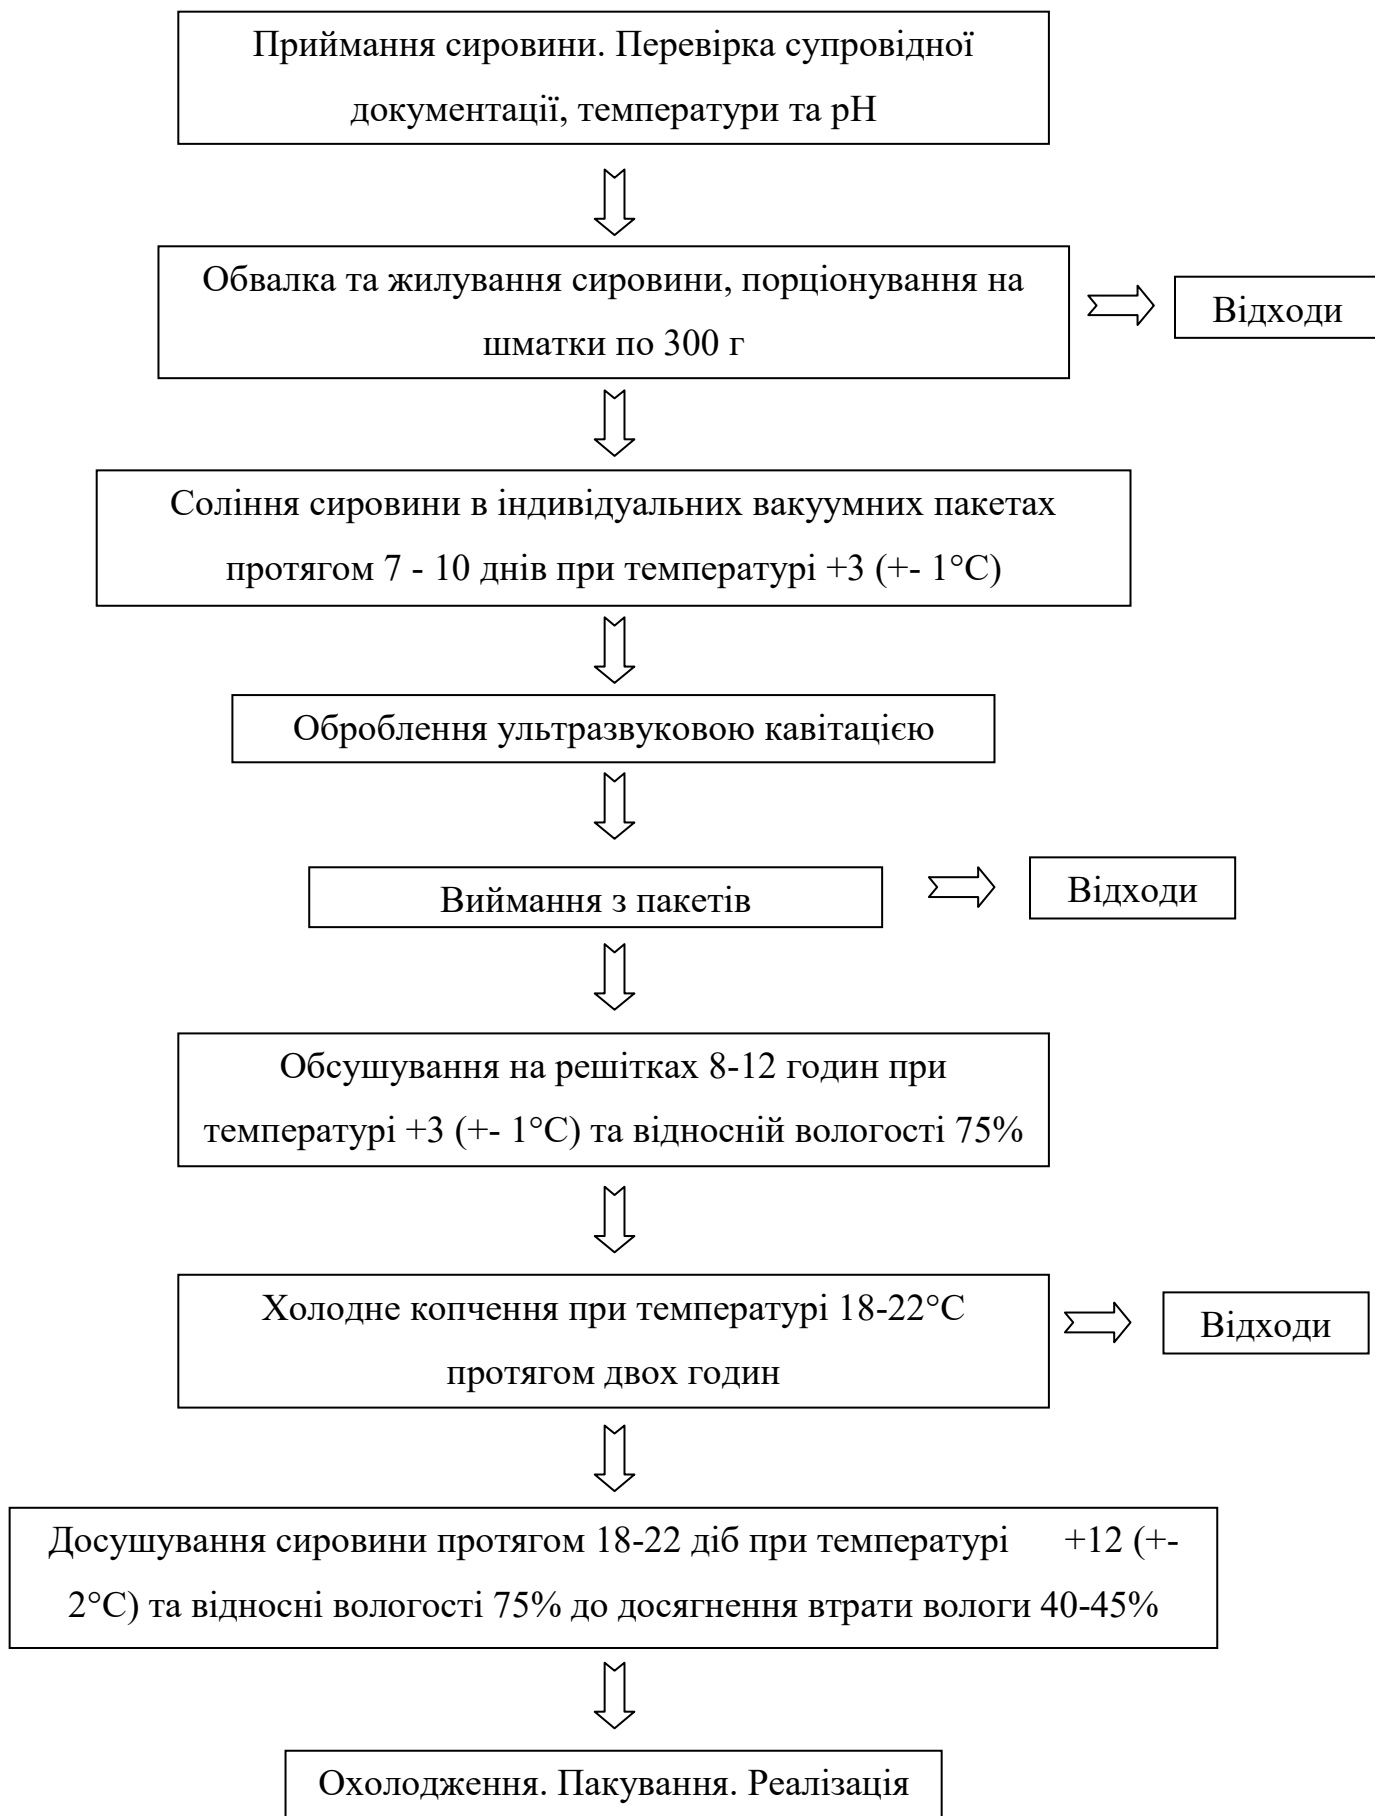 Приймання сировини. Перевірка супровідної
документації, температури та рН
Обвалка та жилування сировини, порціонування на
шматки по 300 г
Відходи
Соління сировини в індивідуальних вакуумних пакетах
протягом 7 - 10 днів при температурі +3 (+- 1°С)
Оброблення ультразвуковою кавітацією
Виймання з пакетів
Відходи
Обсушування на решітках 8-12 годин при
температурі +3 (+- 1°С) та відносній вологості 75%
Холодне копчення при температурі 18-22°С
протягом двох годин
Відходи
Досушування сировини протягом 18-22 діб при температурі +12 (+-
2°С) та відносні вологості 75% до досягнення втрати вологи 40-45%
Охолодження. Пакування. Реалізація